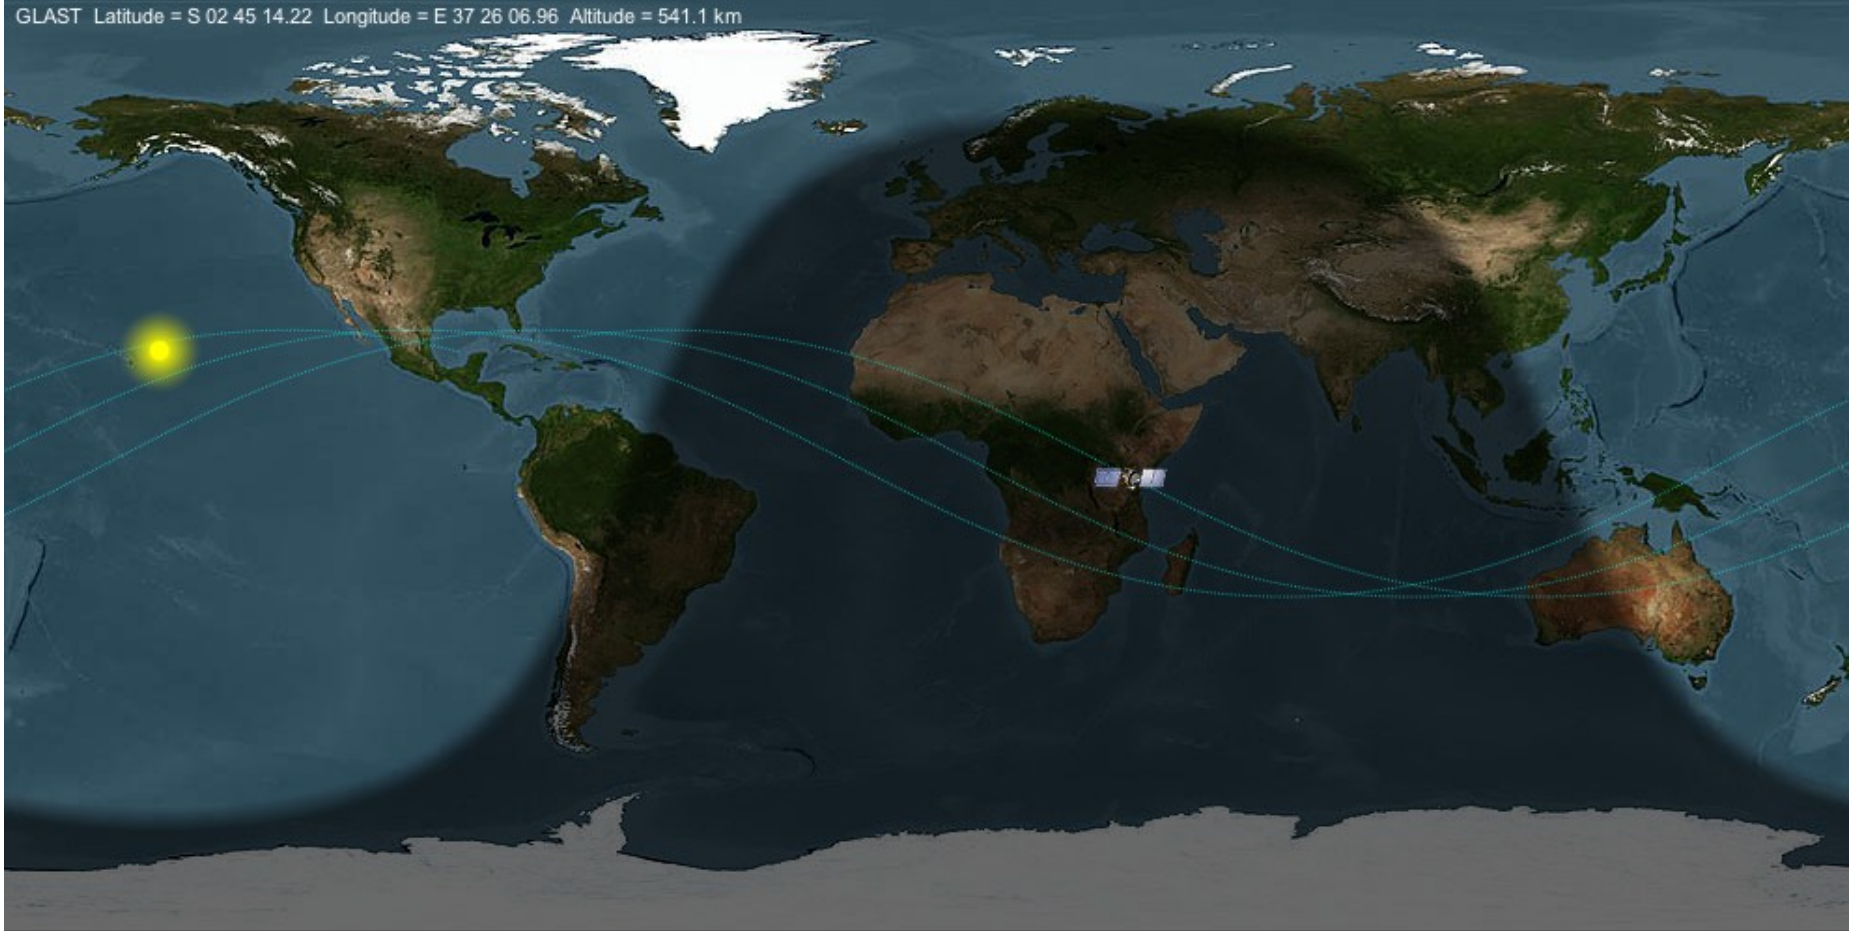 GLAST Latitude = S 02 45 14.22 Longitude = E 37 26 06.96 Altitude = 541.1 km